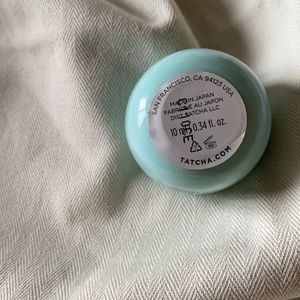 SAN FRANCISCO, CA 94123 USA
MADE IN JAPAN
FABRIQUÉ AU JAPON
DIST. TATCHA LLC
10 mL 0.34 fl. oz.
TATCHA.COM